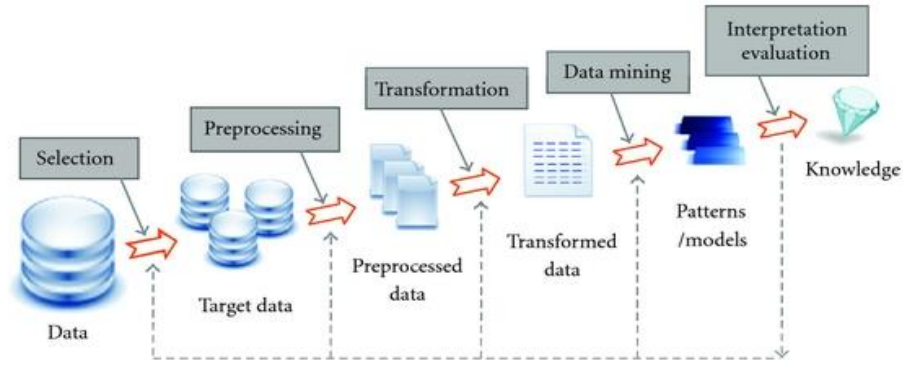 Selection
Preprocessing
Transformation
Data mining
Interpretation
evaluation
Data
Target data
Preprocessed
data
Transformed
data
Patterns
/models
Knowledge